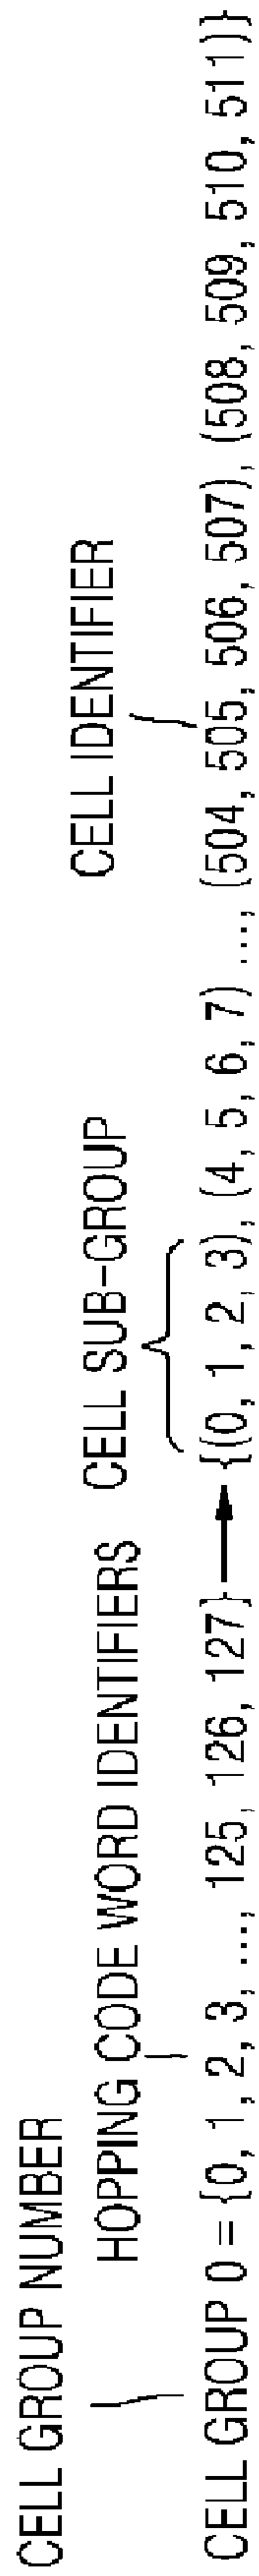 CELL GROUP NUMBER
HOPPING CODE WORD IDENTIFIERS
CELL SUB-GROUP
CELL IDENTIFIER
CELL GROUP 0 = {0, 1, 2, 3, ..., 125, 126, 127} → {(0, 1, 2, 3), (4, 5, 6, 7) ..., (504, 505, 506, 507), (508, 509, 510, 511)}